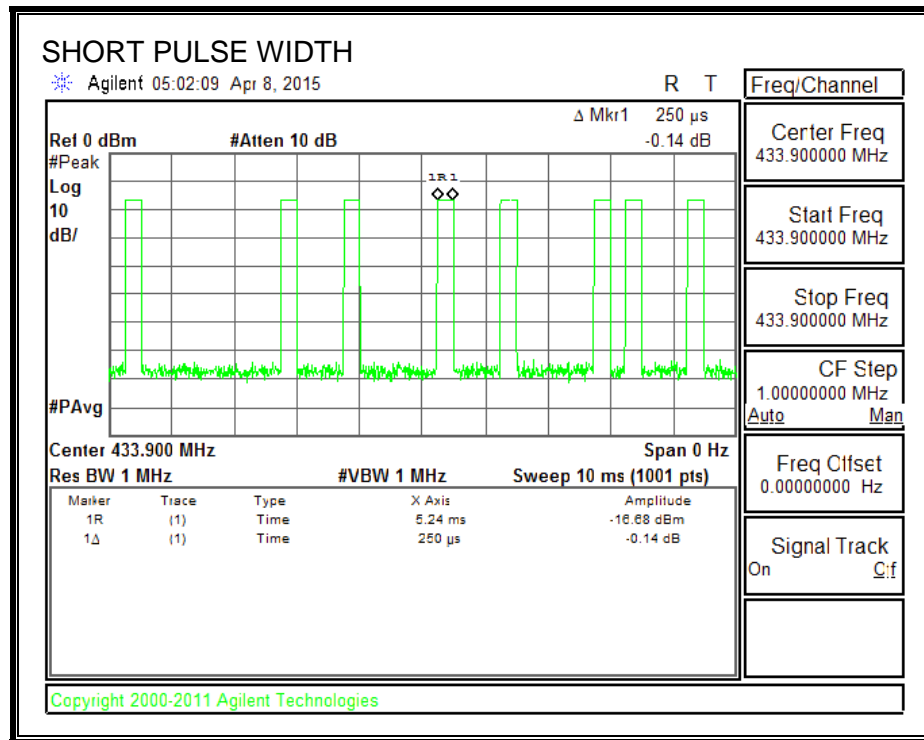 SHORT PULSE WIDTH
Agilent 05:02:09 Apr 8, 2015 R T
Δ Mkr1 250 µs
Ref 0 dBm #Atten 10 dB -0.14 dB
#Peak
Log
10
dB/
1R 1
#PAvg
Center 433.900 MHz Span 0 Hz
Res BW 1 MHz #VBW 1 MHz Sweep 10 ms (1001 pts)
Marker Trace Type X Axis Amplitude
1R (1) Time 5.24 ms -16.68 dBm
1Δ (1) Time 250 µs -0.14 dB
Freq/Channel
Center Freq
433.900000 MHz
Start Freq
433.900000 MHz
Stop Freq
433.900000 MHz
CF Step
1.00000000 MHz
Auto Man
Freq Offset
0.00000000 Hz
Signal Track
On Off
Copyright 2000-2011 Agilent Technologies